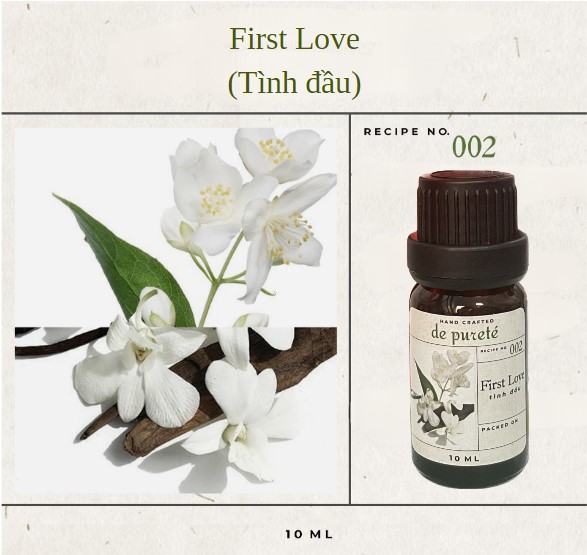 First Love
(Tình đầu)
RECIPE NO.
002
HAND CRAFTED
de pureté
RECIPE NO. 002
First Love
tình đầu
PACKED ON
10 ML
10 ML